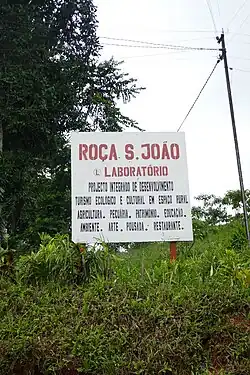 ROÇA S. JOÃO
LABORATÓRIO
PROJECTO INTEGRADO DE DESENVOLVIMENTO
TURISMO ECOLÓGICO E CULTURAL EM ESPAÇO RURAL
AGRICULTURA - PECUÁRIA - PATRIMÓNIO - EDUCAÇÃO
AMBIENTE - ARTE - POUSADA - RESTAURANTE -